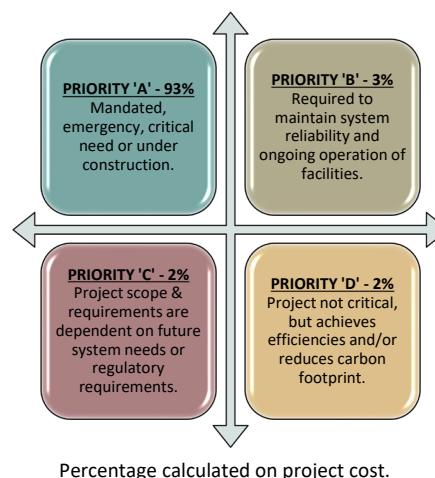 PRIORITY 'A' - 93%
Mandated,
emergency, critical
need or under
construction.
PRIORITY 'B' - 3%
Required to
maintain system
reliability and
ongoing operation of
facilities.
PRIORITY 'C' - 2%
Project scope &
requirements are
dependent on future
system needs or
regulatory
requirements.
PRIORITY 'D' - 2%
Project not critical,
but achieves
efficiencies and/or
reduces carbon
footprint.
Percentage calculated on project cost.